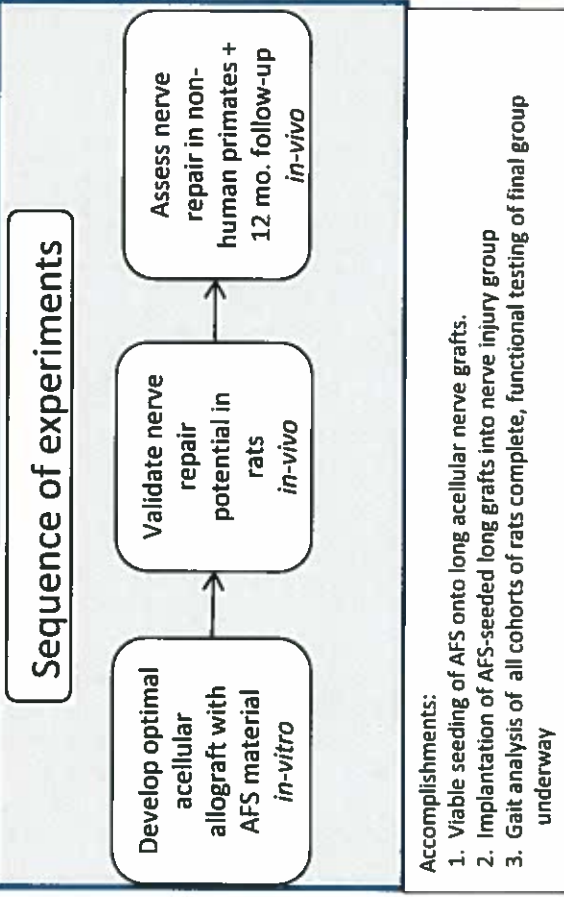 Sequence of experiments
Develop optimal
acellular
allograft with
AFS material
in-vitro
Validate nerve
repair
potential in
rats
in-vivo
Assess nerve
repair in non-
human primates +
12 mo. follow-up
in-vivo
Accomplishments:
1. Viable seeding of AFS onto long acellular nerve grafts.
2. Implantation of AFS-seeded long grafts into nerve injury group
3. Gait analysis of all cohorts of rats complete, functional testing of final group
underway